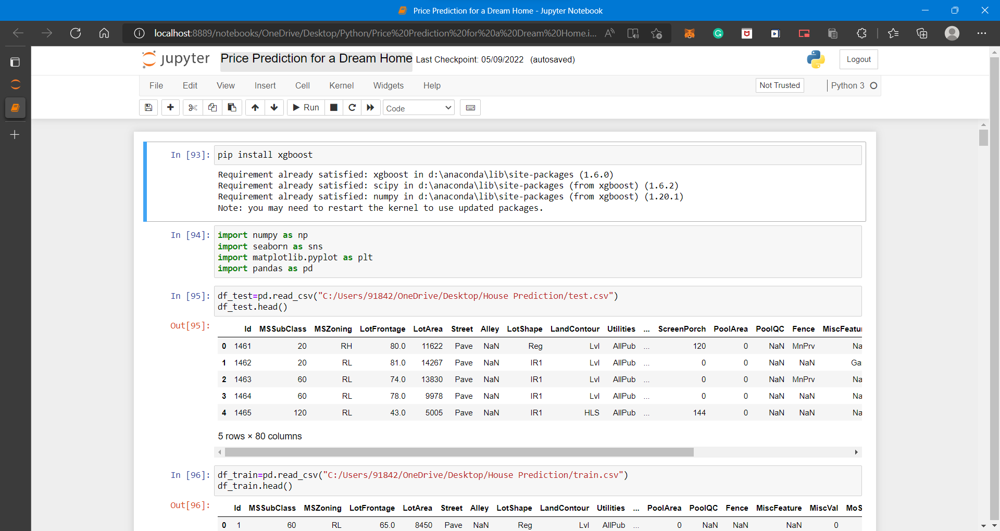 Price Prediction for a Dream Home - Jupyter Notebook
localhost:8889/notebooks/OneDrive/Desktop/Python/Price%20Prediction%20for%20a%20Dream%20Home.i...
jupyter Price Prediction for a Dream Home Last Checkpoint: 05/09/2022 (autosaved) Logout
File Edit View Insert Cell Kernel Widgets Help Not Trusted Python 3
Run Code
In [93]: pip install xgboost
Requirement already satisfied: xgboost in d:\anaconda\lib\site-packages (1.6.0)
Requirement already satisfied: scipy in d:\anaconda\lib\site-packages (from xgboost) (1.6.2)
Requirement already satisfied: numpy in d:\anaconda\lib\site-packages (from xgboost) (1.20.1)
Note: you may need to restart the kernel to use updated packages.
In [94]: import numpy as np
import seaborn as sns
import matplotlib.pyplot as plt
import pandas as pd
In [95]: df_test=pd.read_csv("C:/Users/91842/OneDrive/Desktop/House Prediction/test.csv")
df_test.head()
Out[95]:
Id MSSubClass MSZoning LotFrontage LotArea Street Alley LotShape LandContour Utilities ... ScreenPorch PoolArea PoolQC Fence MiscFeatu
0 1461 20 RH 80.0 11622 Pave NaN Reg Lvl AllPub ... 120 0 NaN MnPrv Na
1 1462 20 RL 81.0 14267 Pave NaN IR1 Lvl AllPub ... 0 0 NaN NaN Ga
2 1463 60 RL 74.0 13830 Pave NaN IR1 Lvl AllPub ... 0 0 NaN MnPrv Na
3 1464 60 RL 78.0 9978 Pave NaN IR1 Lvl AllPub ... 0 0 NaN NaN Na
4 1465 120 RL 43.0 5005 Pave NaN IR1 HLS AllPub ... 144 0 NaN NaN Na
5 rows × 80 columns
In [96]: df_train=pd.read_csv("C:/Users/91842/OneDrive/Desktop/House Prediction/train.csv")
df_train.head()
Out[96]:
Id MSSubClass MSZoning LotFrontage LotArea Street Alley LotShape LandContour Utilities ... PoolArea PoolQC Fence MiscFeature MiscVal MoS
0 1 60 RL 65.0 8450 Pave NaN Reg Lvl AllPub ... 0 NaN NaN NaN 0